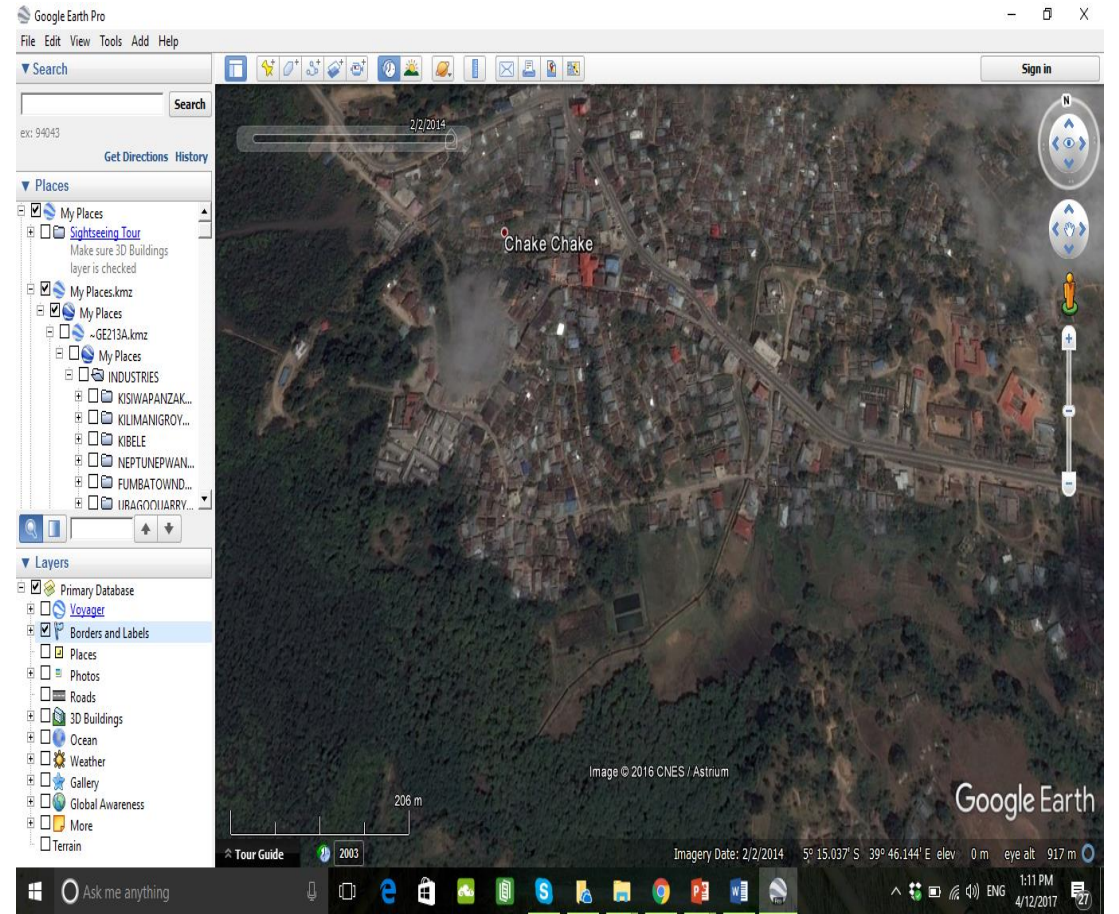 Google Earth Pro
File Edit View Tools Add Help
Search
Search
ex: 94043
Get Directions History
Places
My Places
Sightseeing Tour
Make sure 3D Buildings
layer is checked
My Places.kmz
My Places
~GE213A.kmz
My Places
INDUSTRIES
KISIWAPANZAK...
KILIMANIGROY...
KIBELE
NEPTUNEPWAN...
FUMBATOWND...
UBAGOQUARRY...
Layers
Primary Database
Voyager
Borders and Labels
Places
Photos
Roads
3D Buildings
Ocean
Weather
Gallery
Global Awareness
More
Terrain
Sign in
2/2/2014
N
Chake Chake
Image © 2016 CNES / Astrium
Google Earth
206 m
Tour Guide 2003
Imagery Date: 2/2/2014 5° 15.037' S 39° 46.144' E elev 0 m eye alt 917 m
Ask me anything
ENG
1:11 PM
4/12/2017
27